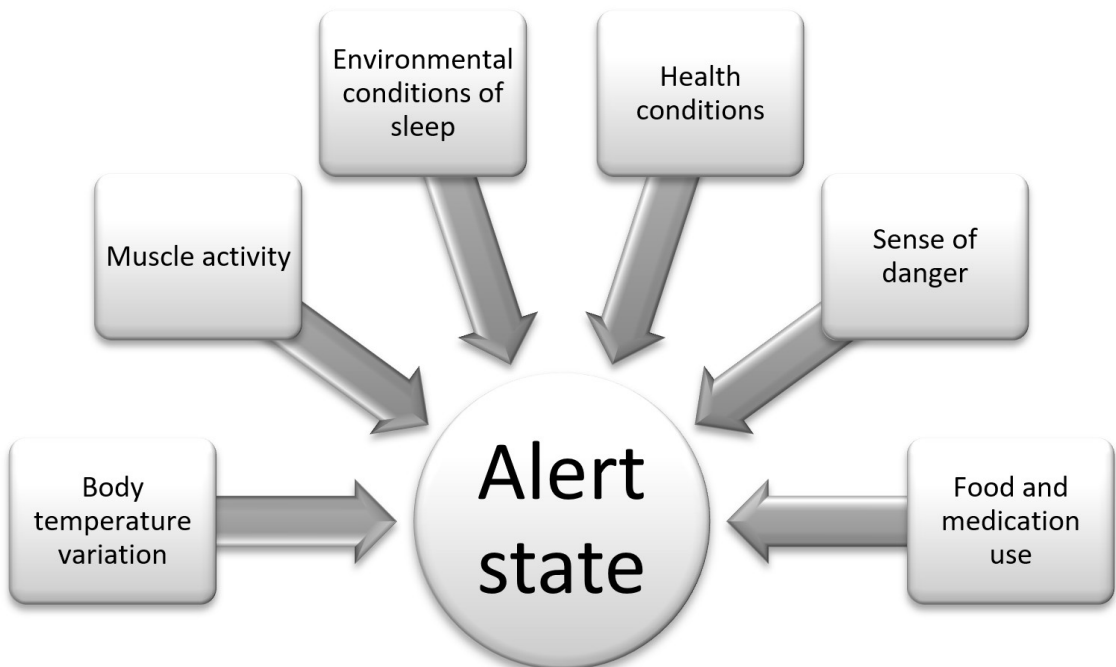 Environmental
conditions of
sleep
Health
conditions
Muscle activity
Sense of
danger
Body
temperature
variation
Food and
medication
use
Alert
state